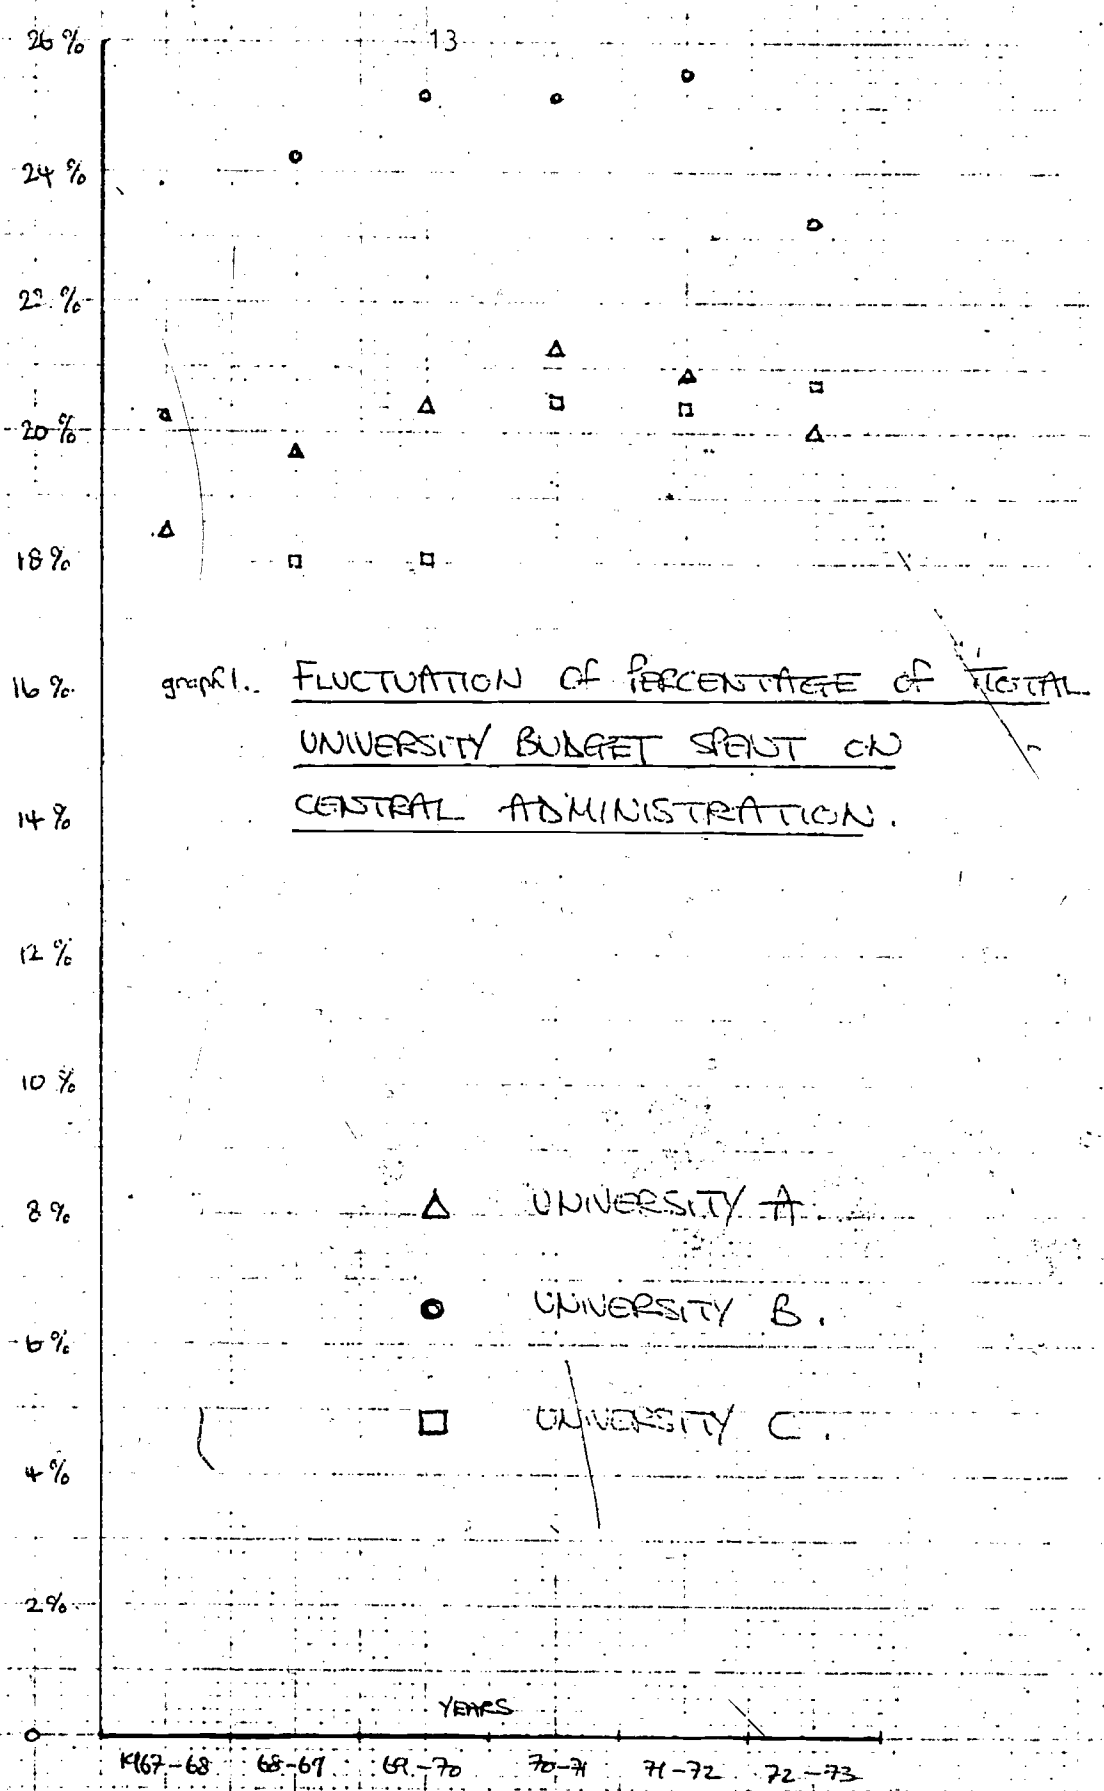 13
26 %
24 %
22 %
20 %
18 %
16 %
graph 1. FLUCTUATION OF PERCENTAGE OF TOTAL
UNIVERSITY BUDGET SPENT ON
14 %
CENTRAL ADMINISTRATION.
12 %
10 %
8 %
UNIVERSITY A.
UNIVERSITY B.
6 %
UNIVERSITY C.
4 %
2 %
YEARS
0
1967-68 68-69 69-70 70-71 71-72 72-73